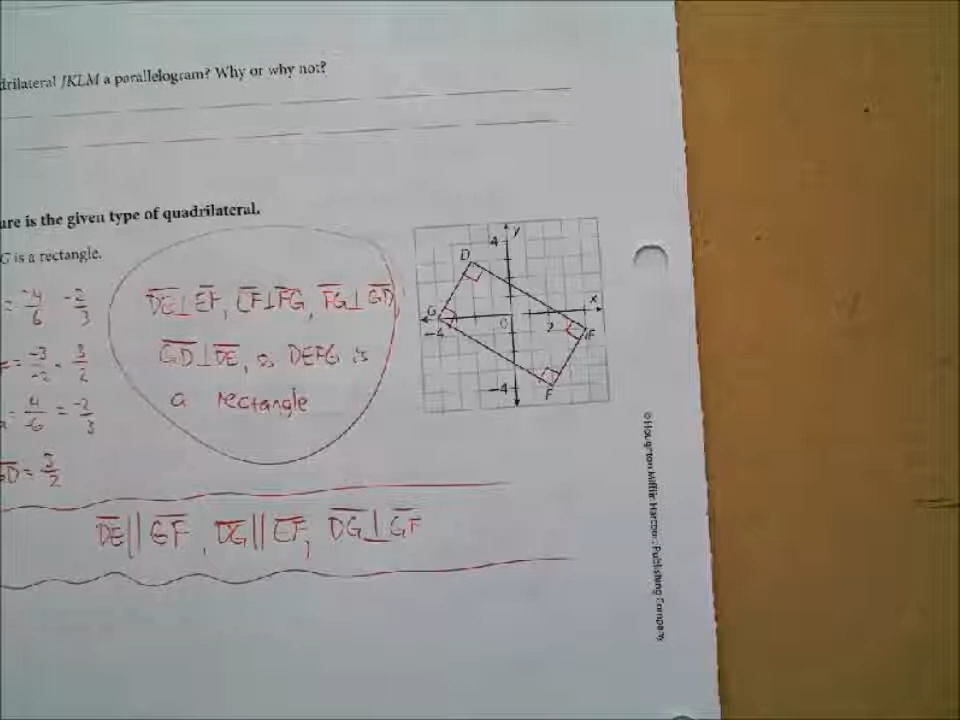 drilateral JKLM a parallelogram? Why or why not?
ure is the given type of quadrilateral.
G is a rectangle.
= -4/6 -2/3
= -3/-2 = 3/2
= 4/-6 = -2/3
GD = 3/2
DE ⊥ EF, EF ⊥ FG, FG ⊥ GD
GD ⊥ DE, so DEFG is
a rectangle
DE || GF, DG || EF, DG ⊥ GF
4 y
D
G x
-4 0 2 E
-4
F
© Houghton Mifflin Harcourt Publishing Company